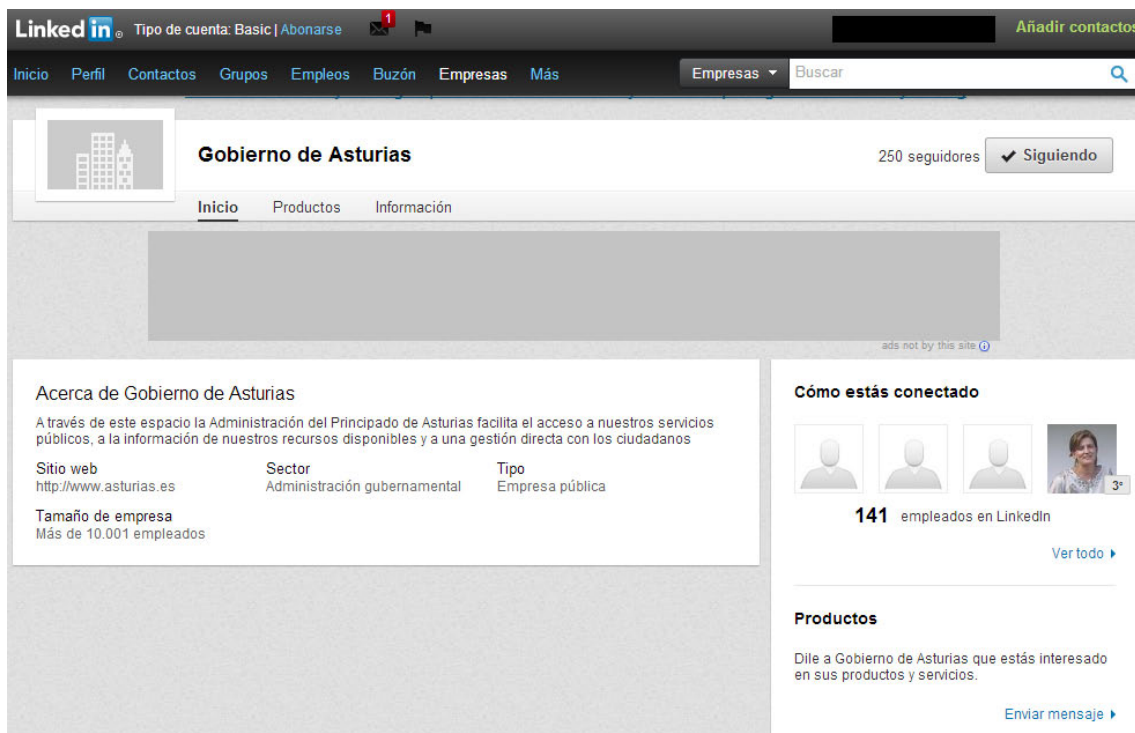 Linked in ® Tipo de cuenta: Basic | Abonarse 1 Añadir contactos
Inicio Perfil Contactos Grupos Empleos Buzón Empresas Más Empresas Buscar
Gobierno de Asturias
250 seguidores Siguiendo
Inicio Productos Información
ads not by this site
Acerca de Gobierno de Asturias
A través de este espacio la Administración del Principado de Asturias facilita el acceso a nuestros servicios
públicos, a la información de nuestros recursos disponibles y a una gestión directa con los ciudadanos
Sitio web Sector Tipo
http://www.asturias.es Administración gubernamental Empresa pública
Tamaño de empresa
Más de 10.001 empleados
Cómo estás conectado
3º
141 empleados en LinkedIn
Ver todo
Productos
Dile a Gobierno de Asturias que estás interesado
en sus productos y servicios.
Enviar mensaje